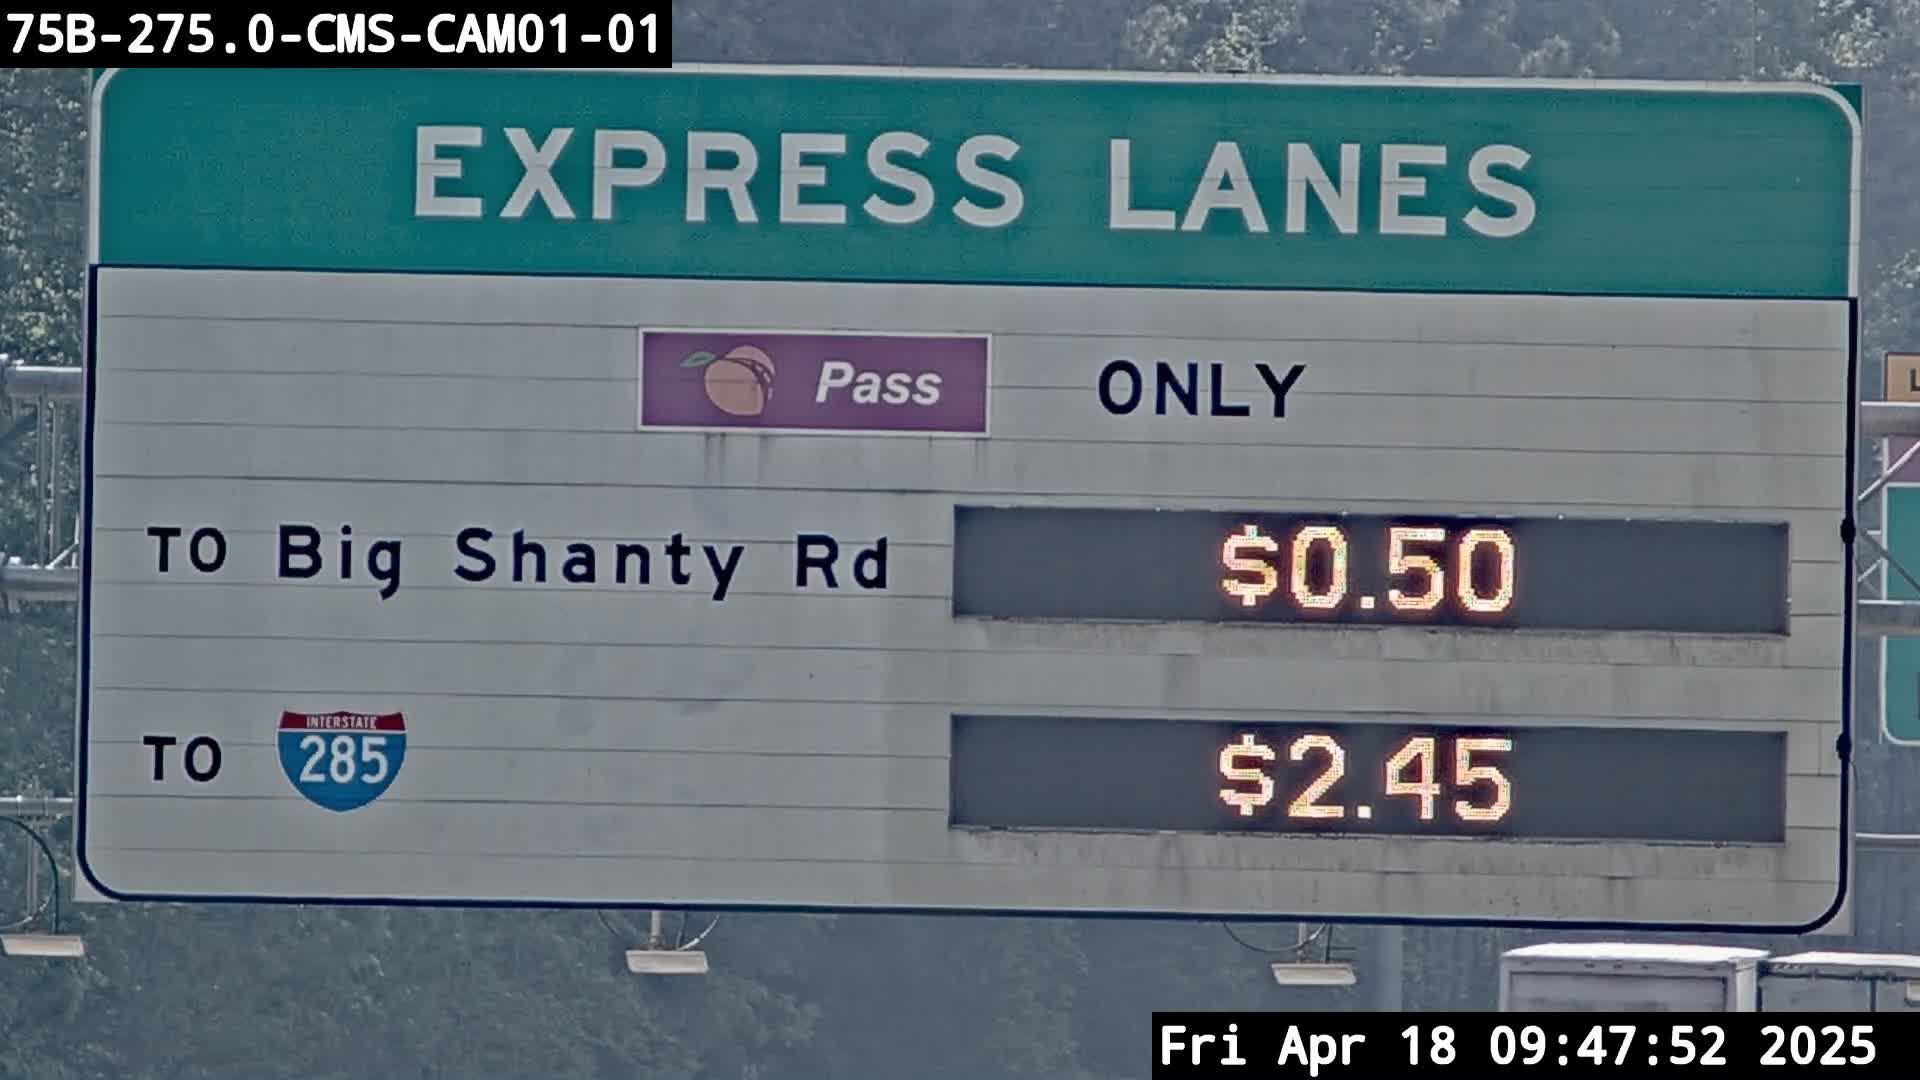 75B-275.0-CMS-CAM01-01
EXPRESS LANES
Pass ONLY
TO Big Shanty Rd $0.50
TO INTERSTATE 285 $2.45
Fri Apr 18 09:47:52 2025